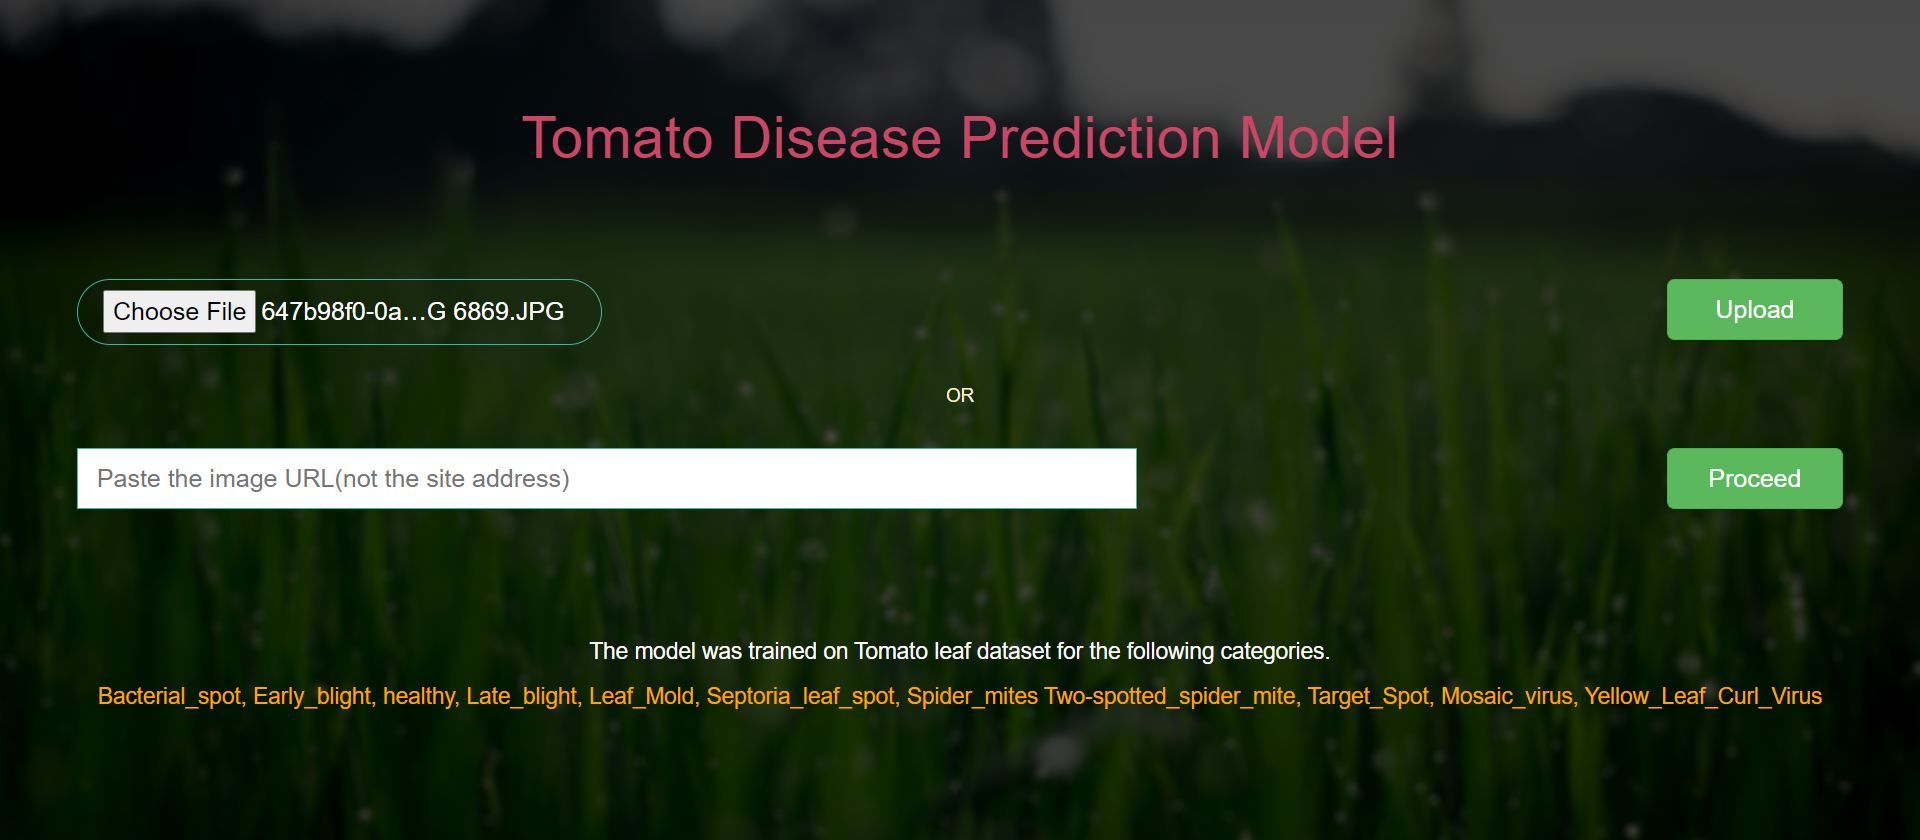 Tomato Disease Prediction Model
Choose File 647b98f0-0a…G 6869.JPG
Upload
OR
Paste the image URL(not the site address)
Proceed
The model was trained on Tomato leaf dataset for the following categories.
Bacterial_spot, Early_blight, healthy, Late_blight, Leaf_Mold, Septoria_leaf_spot, Spider_mites Two-spotted_spider_mite, Target_Spot, Mosaic_virus, Yellow_Leaf_Curl_Virus